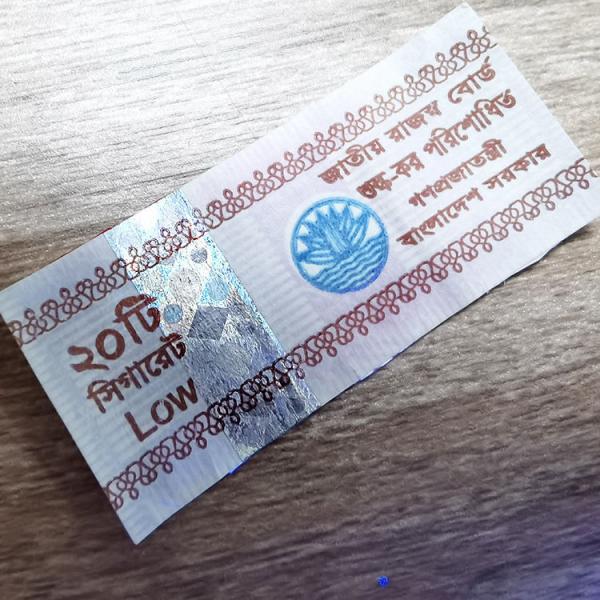 ২০টি
সিগারেট
LOW
জাতীয় রাজস্ব বোর্ড
শুল্ক-কর পরিশোধিত
গণপ্রজাতন্ত্রী
বাংলাদেশ সরকার